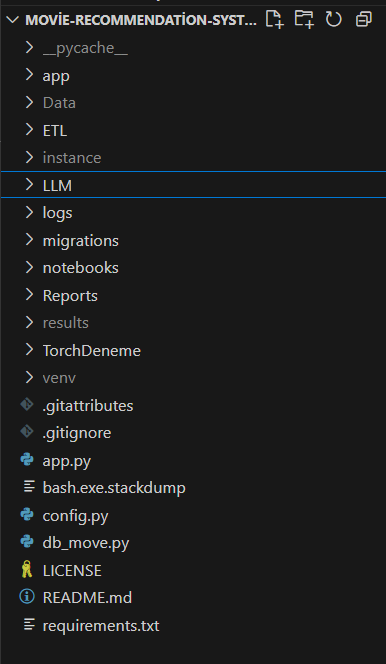 MOVİE-RECOMMENDATİON-SYST...
__pycache__
app
Data
ETL
instance
LLM
logs
migrations
notebooks
Reports
results
TorchDeneme
venv
.gitattributes
.gitignore
app.py
bash.exe.stackdump
config.py
db_move.py
LICENSE
README.md
requirements.txt